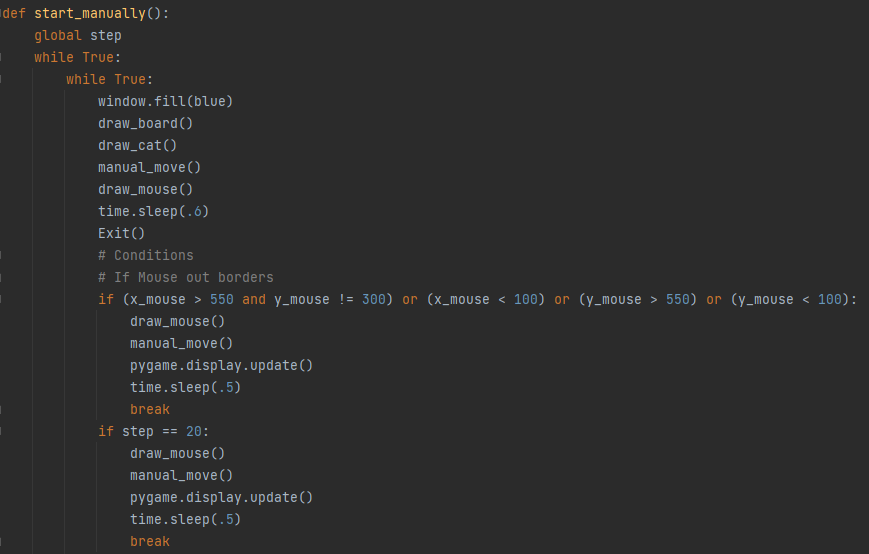 def start_manually():
    global step
    while True:
        while True:
            window.fill(blue)
            draw_board()
            draw_cat()
            manual_move()
            draw_mouse()
            time.sleep(.6)
            Exit()
            # Conditions
            # If Mouse out borders
            if (x_mouse > 550 and y_mouse != 300) or (x_mouse < 100) or (y_mouse > 550) or (y_mouse < 100):
                draw_mouse()
                manual_move()
                pygame.display.update()
                time.sleep(.5)
                break
            if step == 20:
                draw_mouse()
                manual_move()
                pygame.display.update()
                time.sleep(.5)
                break